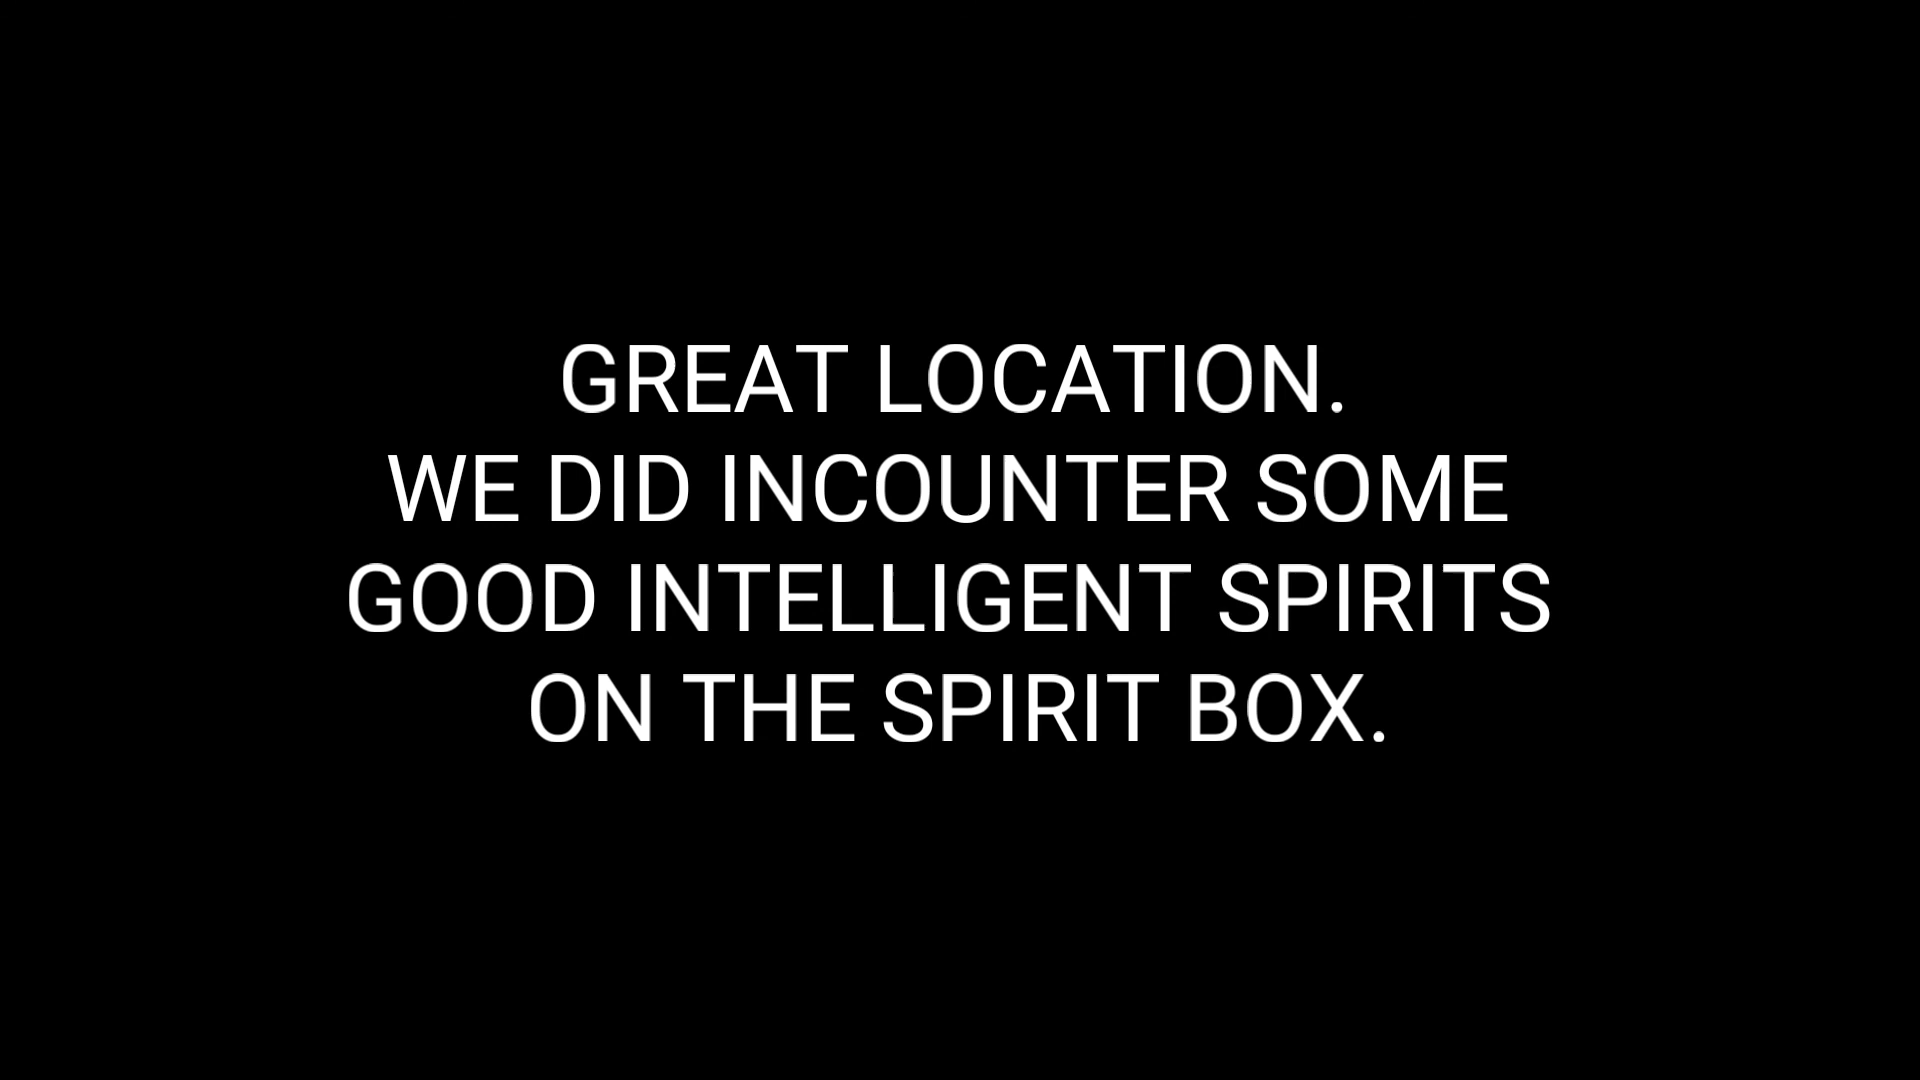 GREAT LOCATION.
WE DID INCOUNTER SOME
GOOD INTELLIGENT SPIRITS
ON THE SPIRIT BOX.